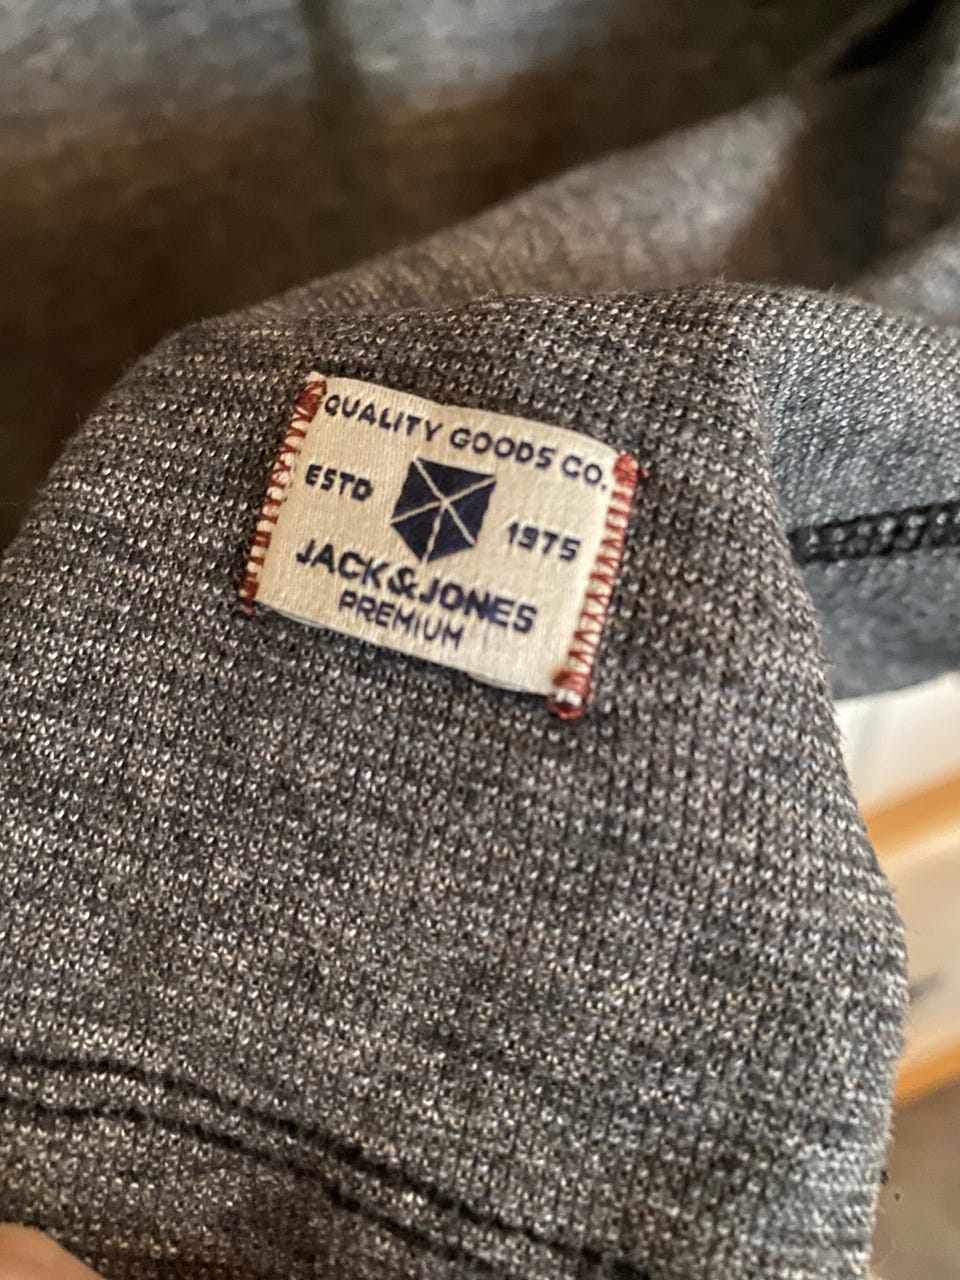 QUALITY GOODS CO.
ESTD 1975
JACK&JONES
PREMIUM